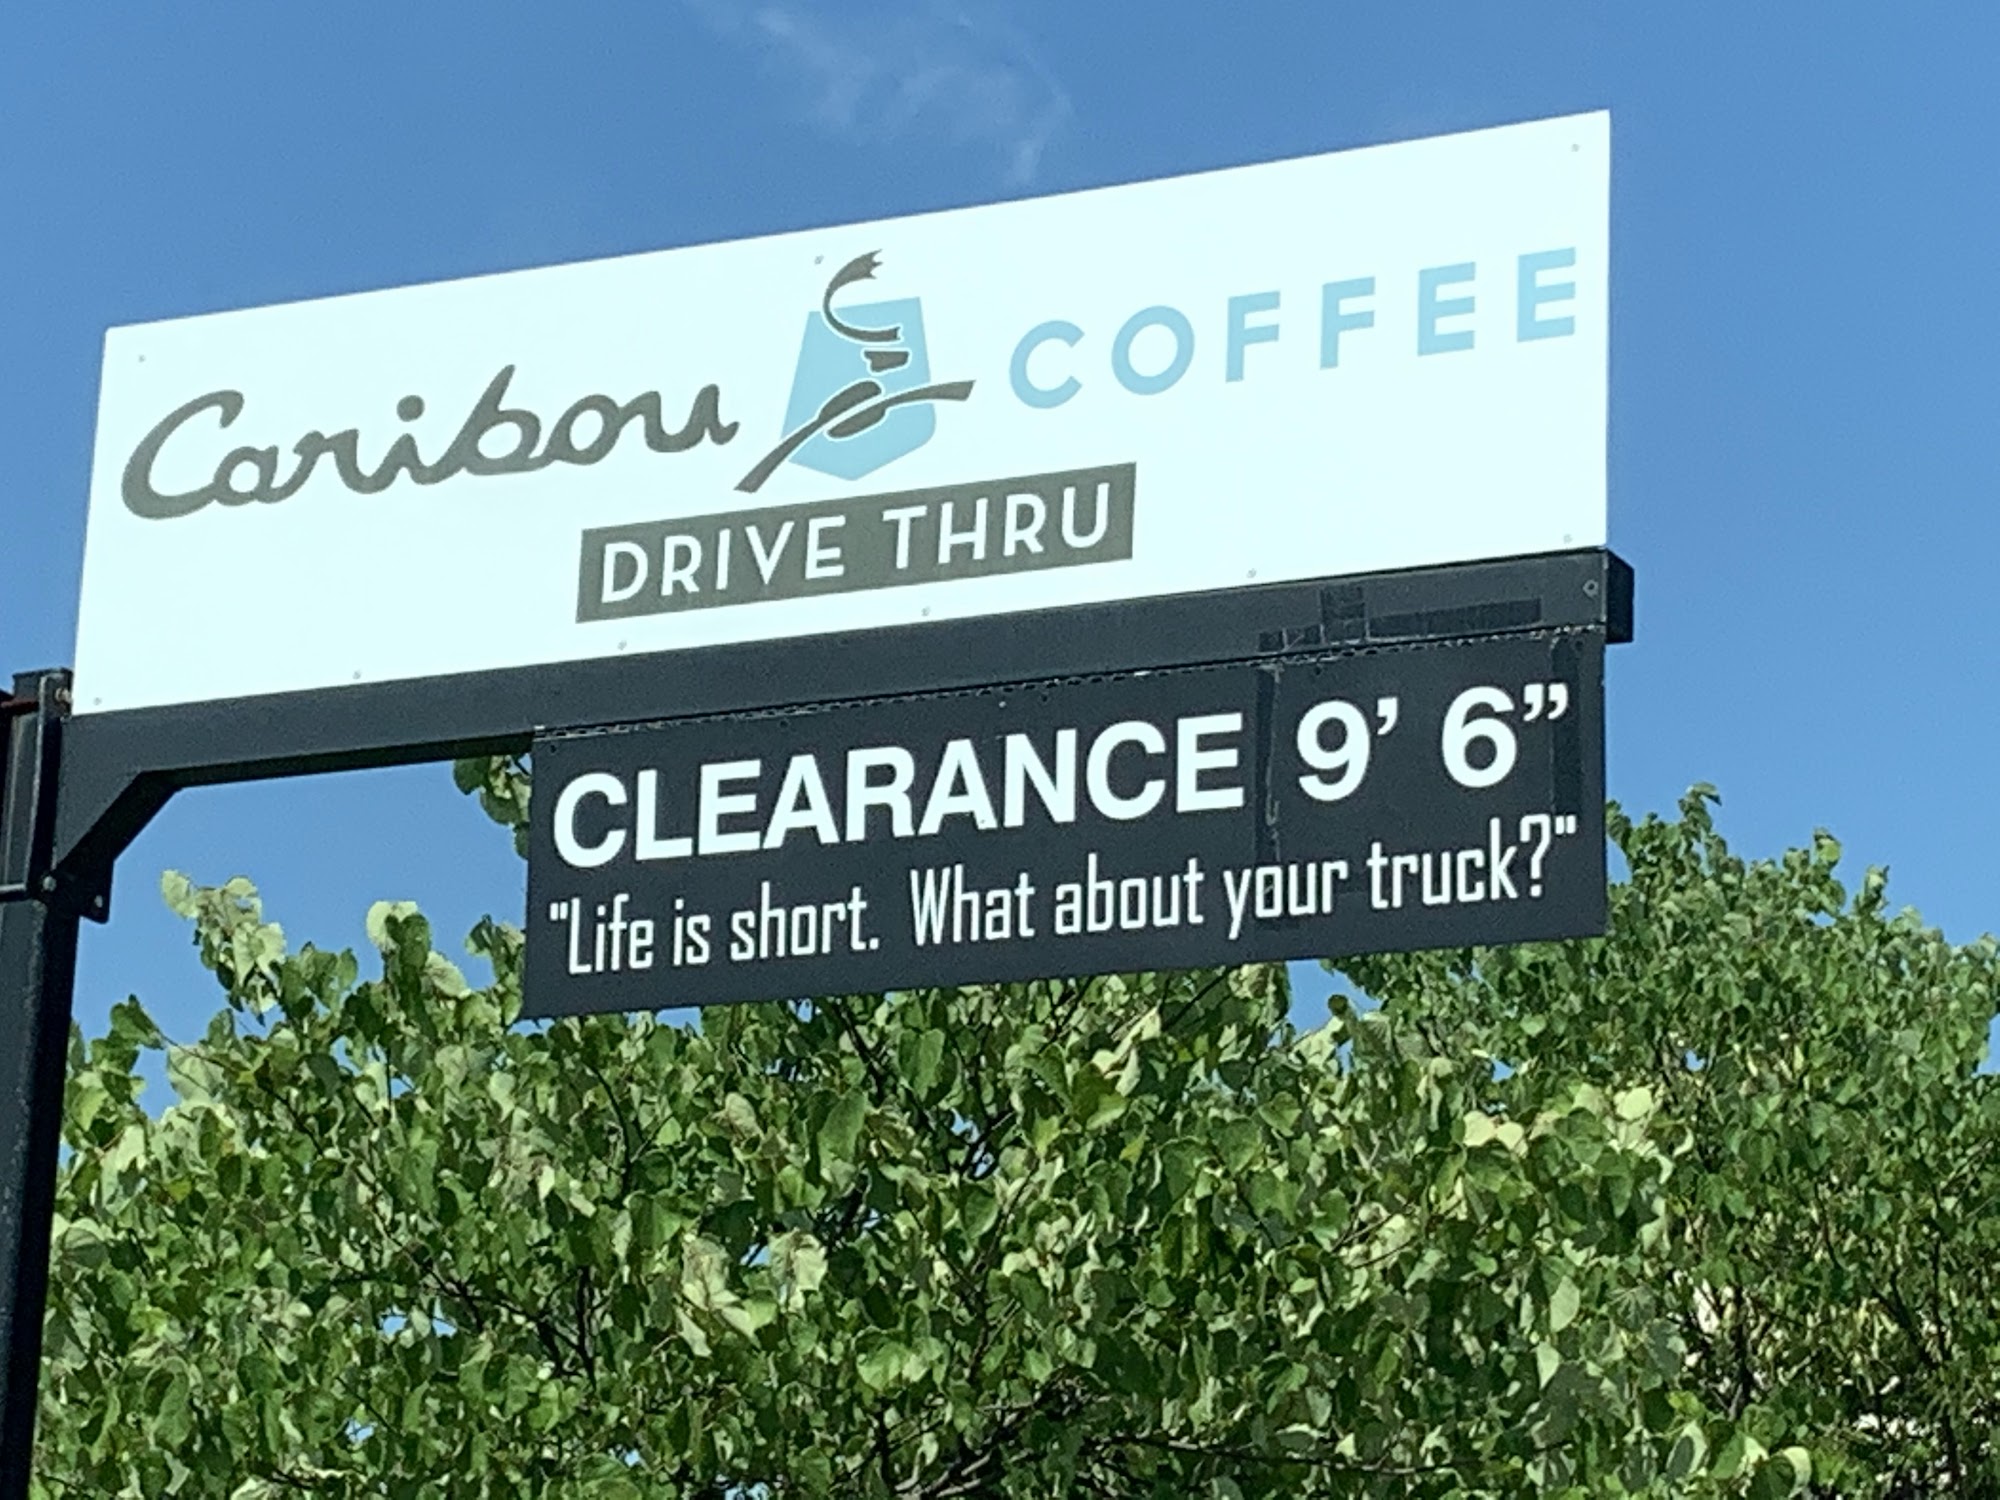 Caribou COFFEE
DRIVE THRU
CLEARANCE 9’ 6”
"Life is short. What about your truck?"